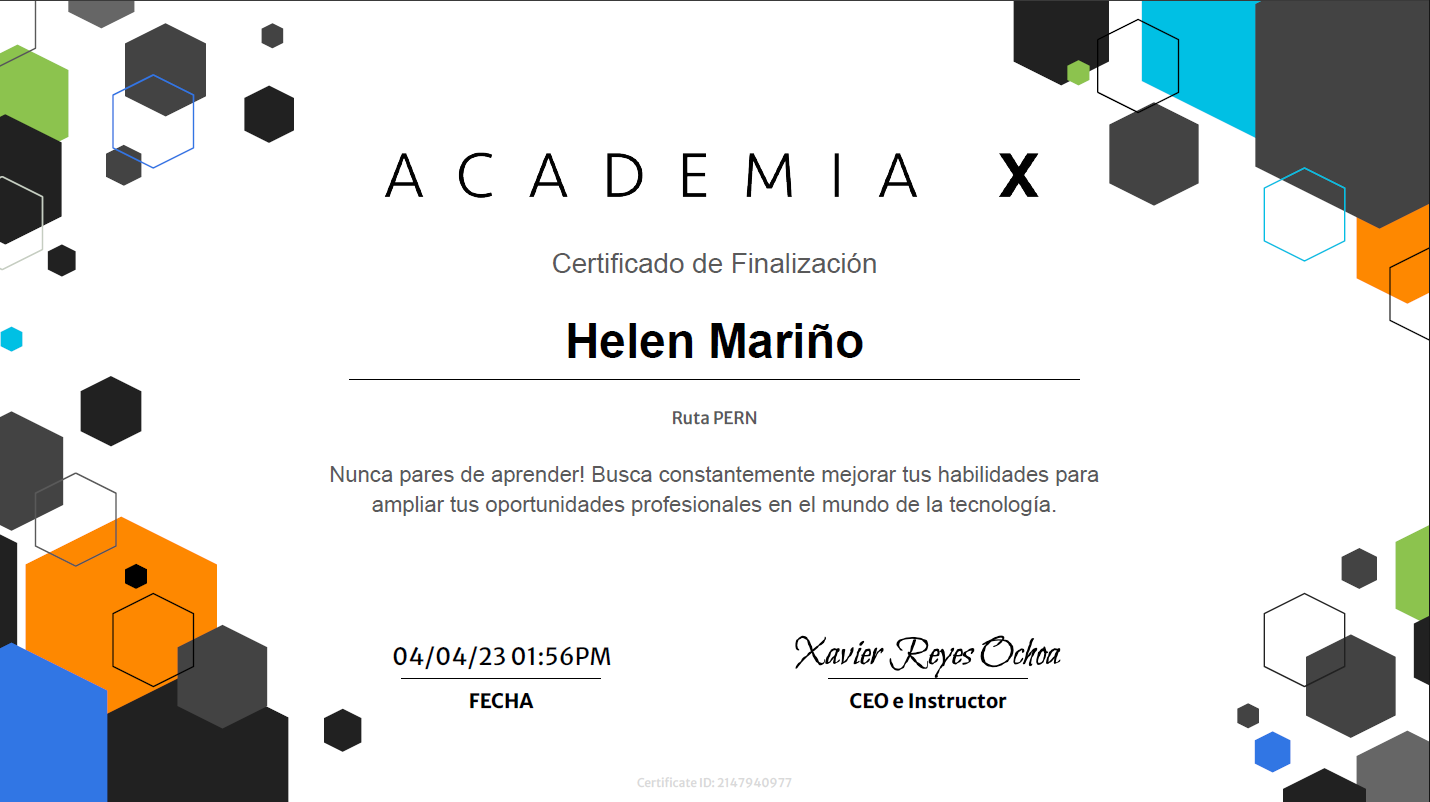 ACADEMIA X
Certificado de Finalización
Helen Mariño
Ruta PERN
Nunca pares de aprender! Busca constantemente mejorar tus habilidades para
ampliar tus oportunidades profesionales en el mundo de la tecnología.
04/04/23 01:56PM
FECHA
Xavier Reyes Ochoa
CEO e Instructor
Certificate ID: 2147940977